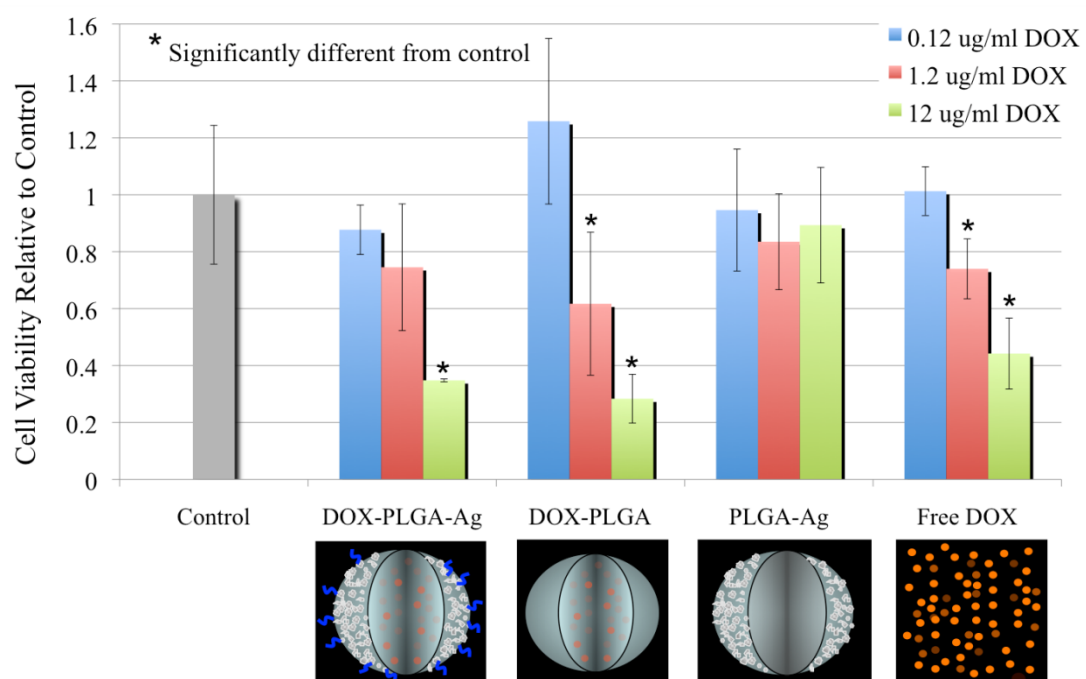 1.6
1.4
1.2
1
0.8
0.6
0.4
0.2
0
Cell Viability Relative to Control
* Significantly different from control
0.12 ug/ml DOX
1.2 ug/ml DOX
12 ug/ml DOX
*
*
*
*
*
Control DOX-PLGA-Ag DOX-PLGA PLGA-Ag Free DOX